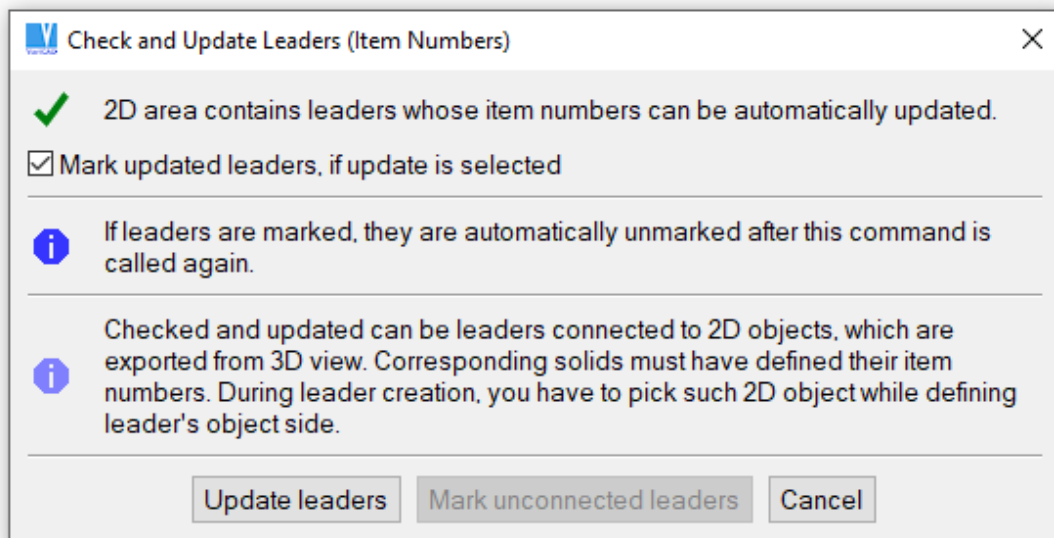 Check and Update Leaders (Item Numbers)
2D area contains leaders whose item numbers can be automatically updated.
Mark updated leaders, if update is selected
If leaders are marked, they are automatically unmarked after this command is
called again.
Checked and updated can be leaders connected to 2D objects, which are
exported from 3D view. Corresponding solids must have defined their item
numbers. During leader creation, you have to pick such 2D object while defining
leader's object side.
Update leaders Mark unconnected leaders Cancel